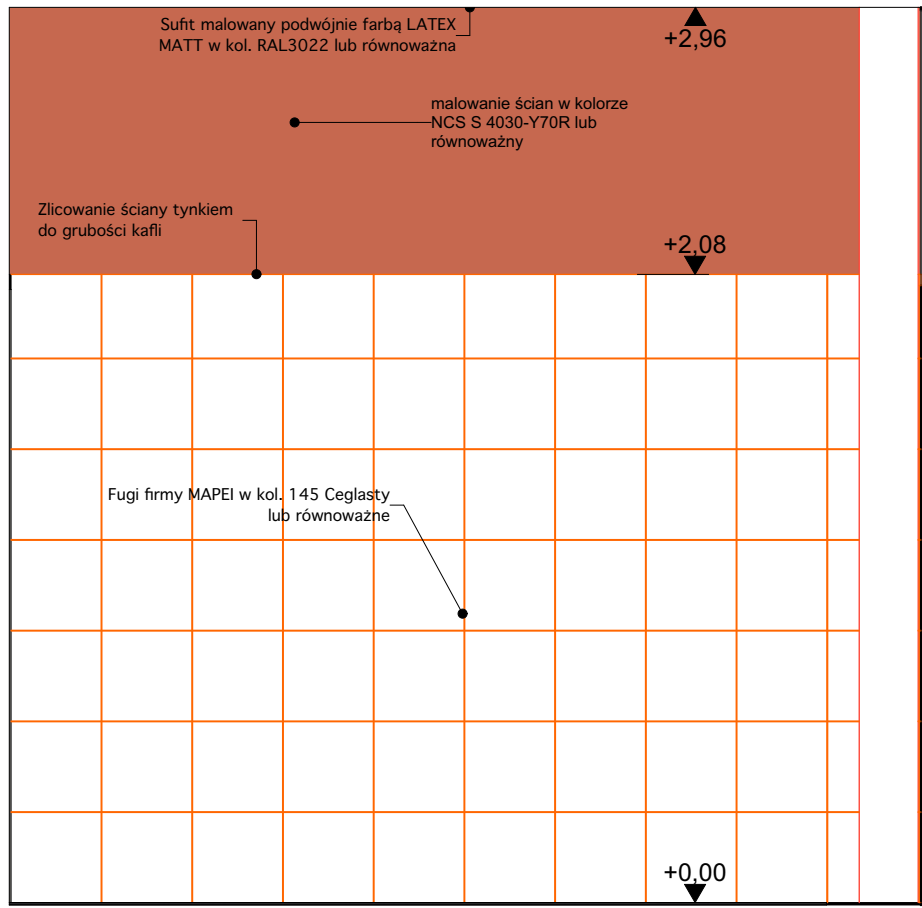 Sufit malowany podwójnie farbą LATEX
MATT w kol. RAL3022 lub równoważna
+2,96
malowanie ścian w kolorze
NCS S 4030-Y70R lub
równoważny
Zlicowanie ściany tynkiem
do grubości kafli
+2,08
Fugi firmy MAPEI w kol. 145 Ceglasty
lub równoważne
+0,00